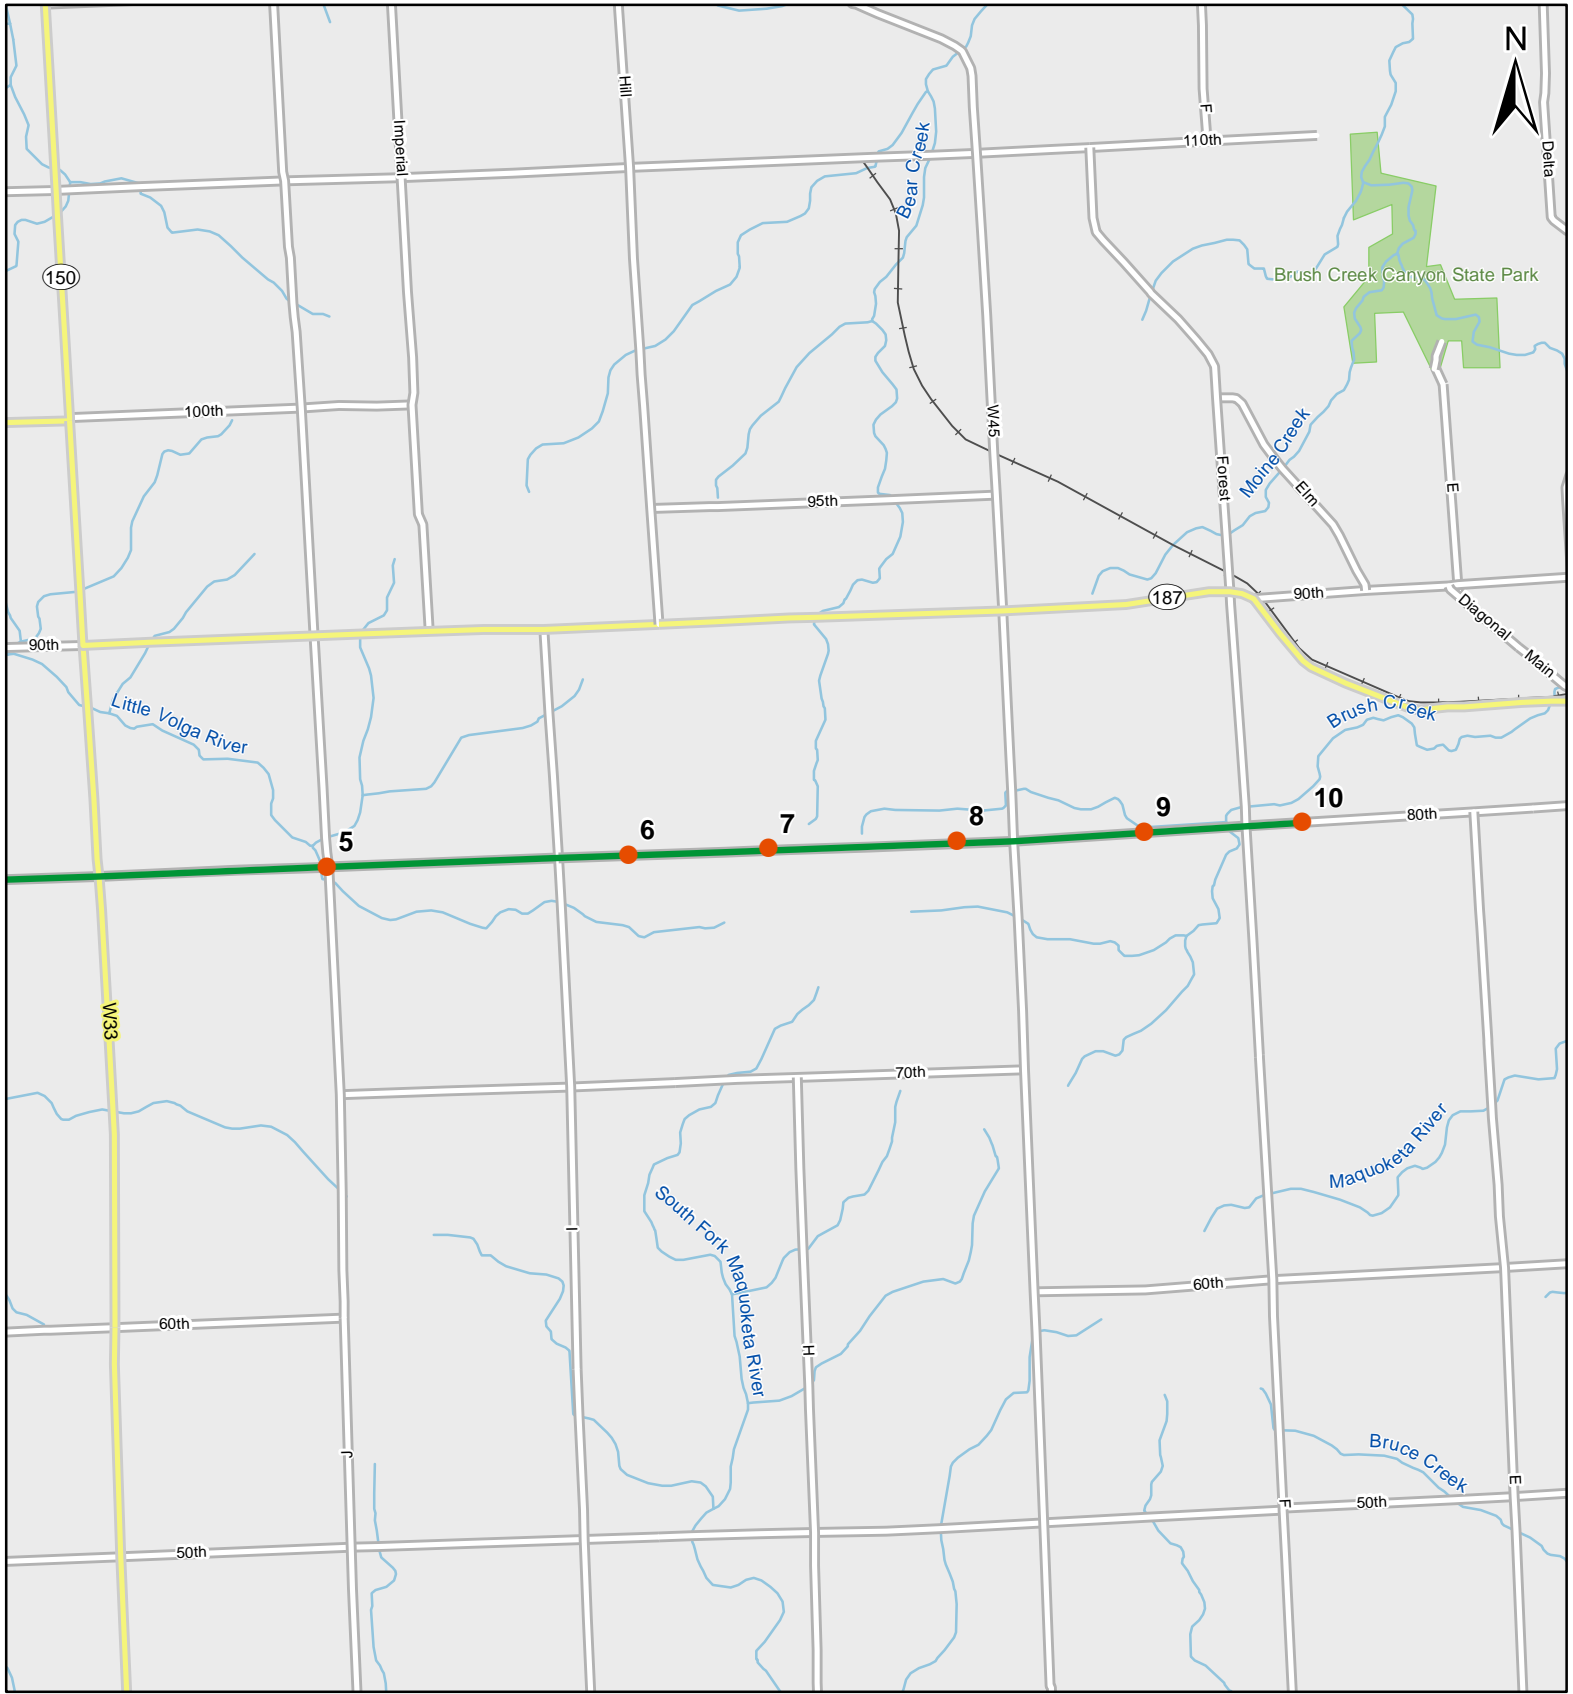 N
Hill
F
Imperial
110th
Delta
Bear Creek
150
Brush Creek Canyon State Park
100th
W45
Moine Creek
Forest
Elm
E
95th
187
90th
Diagonal
90th
Main
Little Volga River
Brush Creek
5
6
7
8
9
10
80th
W33
70th
Maquoketa River
South Fork Maquoketa River
I
60th
60th
H
J
Bruce Creek
E
F
50th
50th